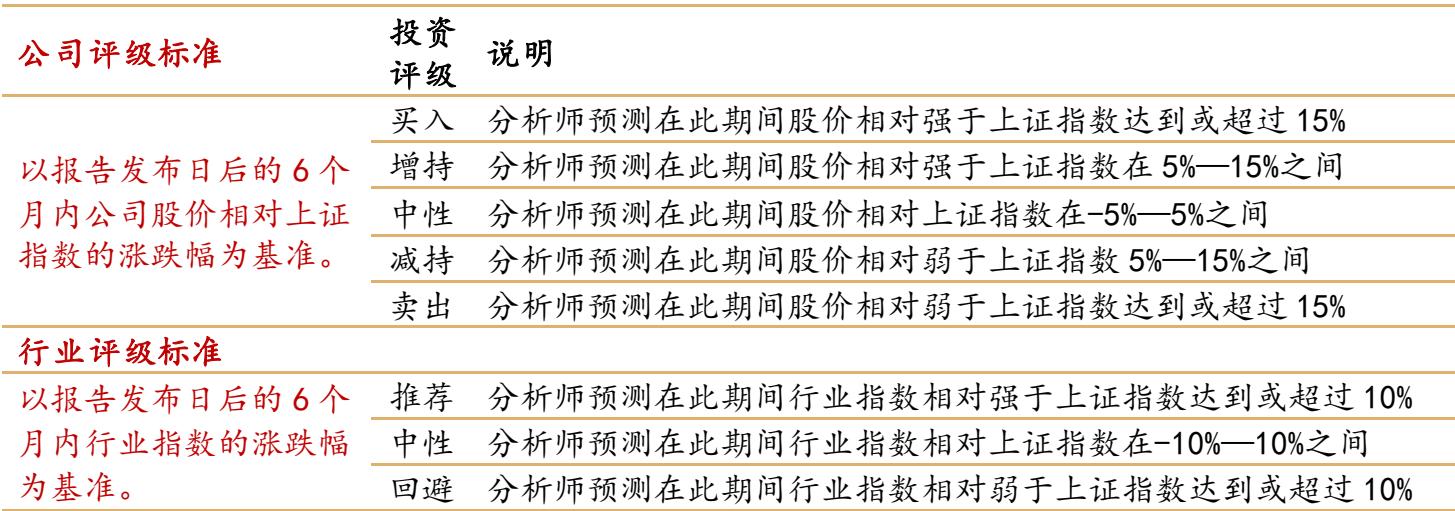 公司评级标准 投资评级 说明
以报告发布日后的 6 个
月内公司股价相对上证
指数的涨跌幅为基准。
买入 分析师预测在此期间股价相对强于上证指数达到或超过 15%
增持 分析师预测在此期间股价相对强于上证指数在 5%—15%之间
中性 分析师预测在此期间股价相对上证指数在-5%—5%之间
减持 分析师预测在此期间股价相对弱于上证指数 5%—15%之间
卖出 分析师预测在此期间股价相对弱于上证指数达到或超过 15%
行业评级标准
以报告发布日后的 6 个
月内行业指数的涨跌幅
为基准。
推荐 分析师预测在此期间行业指数相对强于上证指数达到或超过 10%
中性 分析师预测在此期间行业指数相对上证指数在-10%—10%之间
回避 分析师预测在此期间行业指数相对弱于上证指数达到或超过 10%